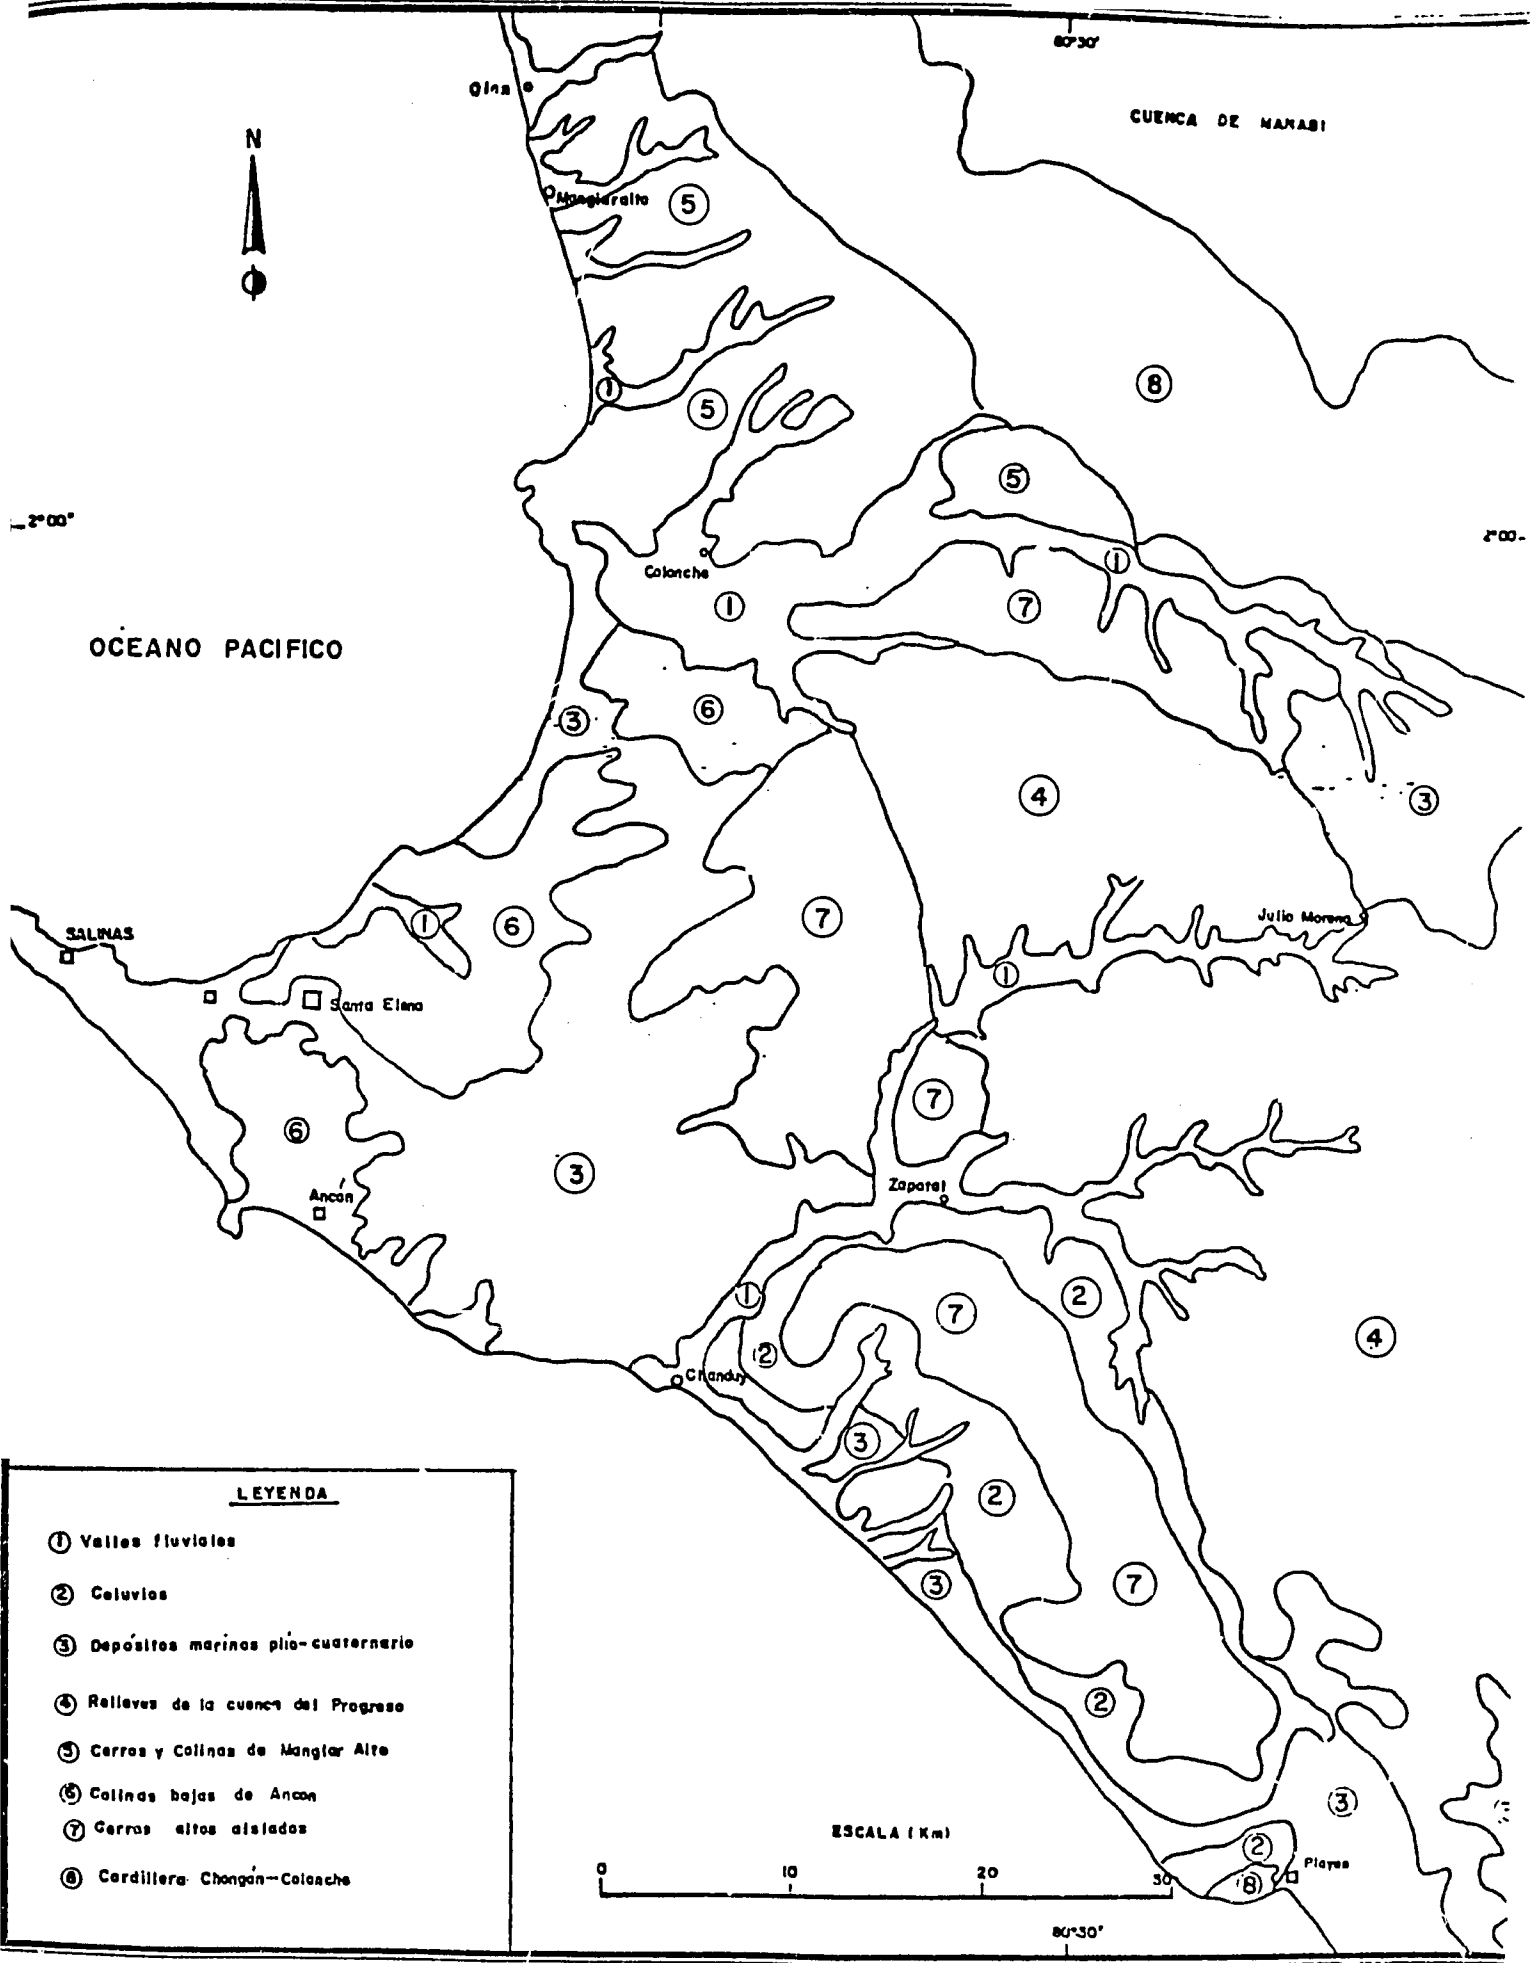 80°30'
Olon
CUENCA DE MANABI
N
Manglaralto
5
8
1
5
5
2°00'
2°00'
Colonche
1
1
7
OCEANO PACIFICO
6
3
4
3
7
1
6
Julio Moreno
SALINAS
1
Santa Elena
7
6
3
Zapotal
Ancón
1
2
7
4
2
Chanduy
3
2
3
7
2
3
2
8
Playas
LEYENDA
1 Valles fluviales
2 Coluvios
3 Depósitos marinos plio-cuaternario
4 Relieves de la cuenca del Progreso
5 Cerros y Colinas de Manglar Alto
6 Colinas bajas de Ancon
7 Cerros altos aislados
8 Cordillera Chongón-Colonche
ESCALA (Km)
0 10 20 30
80°30'